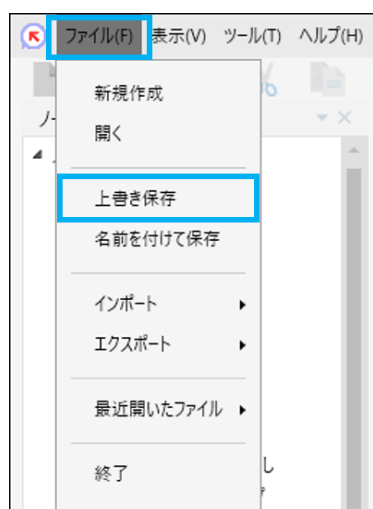 ファイル(F) 表示(V) ツール(T) ヘルプ(H)
新規作成
開く
上書き保存
名前を付けて保存
インポート
エクスポート
最近開いたファイル
終了
し